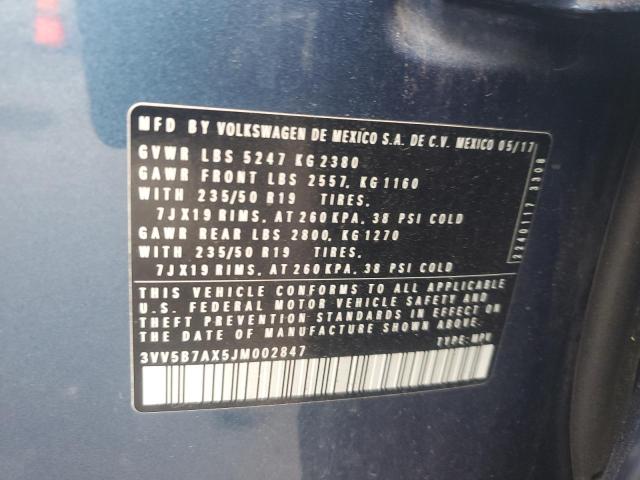 MFD BY VOLKSWAGEN DE MEXICO S.A. DE C.V. MEXICO 05/17
GVWR LBS 5247 KG 2380
GAWR FRONT LBS 2557, KG 1160
WITH 235/50 R19 TIRES,
7JX19 RIMS, AT 260 KPA, 38 PSI COLD
GAWR REAR LBS 2800, KG 1270
WITH 235/50 R19 TIRES,
7JX19 RIMS, AT 260 KPA, 38 PSI COLD
THIS VEHICLE CONFORMS TO ALL APPLICABLE
U.S. FEDERAL MOTOR VEHICLE SAFETY AND
THEFT PREVENTION STANDARDS IN EFFECT ON
THE DATE OF MANUFACTURE SHOWN ABOVE.
TYPE: MPV
3VV5B7AX5JM002847
2240117 3308